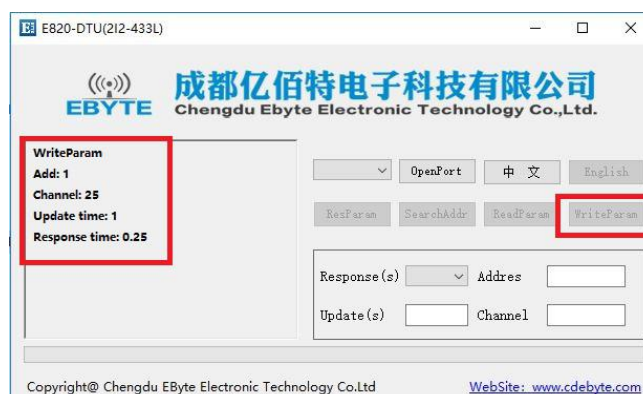 E820-DTU(2I2-433L)
EBYTE
成都亿佰特电子科技有限公司
Chengdu Ebyte Electronic Technology Co.,Ltd.
WriteParam
Add: 1
Channel: 25
Update time: 1
Response time: 0.25
OpenPort 中 文 English
ResParam SearchAddr ReadParam WriteParam
Response(s) Addres
Update(s) Channel
Copyright@ Chengdu EByte Electronic Technology Co.Ltd WebSite: www.cdebyte.com